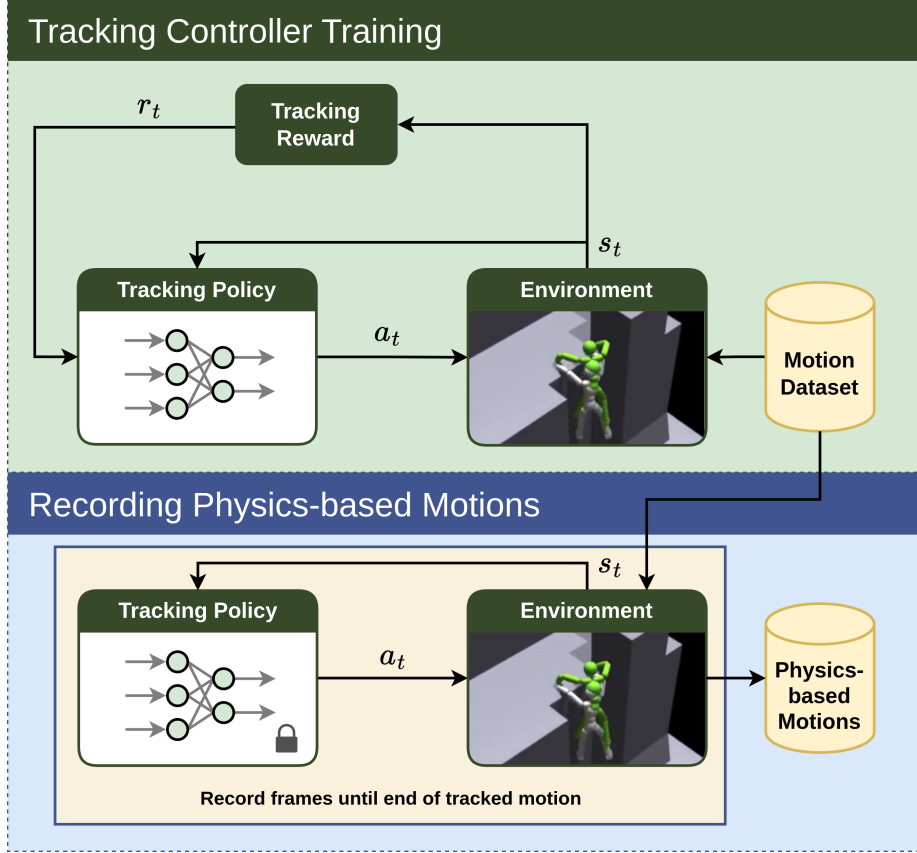 Tracking Controller Training
r_t
Tracking
Reward
s_t
Tracking Policy
Environment
a_t
Motion
Dataset
Recording Physics-based Motions
s_t
Tracking Policy
Environment
a_t
Physics-
based
Motions
Record frames until end of tracked motion